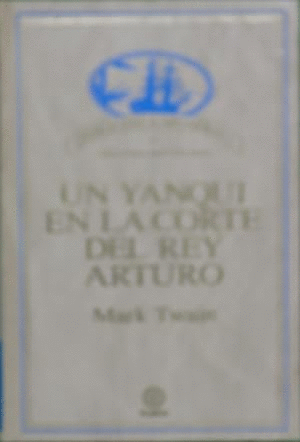 UN YANQUI
EN LA CORTE
DEL REY
ARTURO
Mark Twain